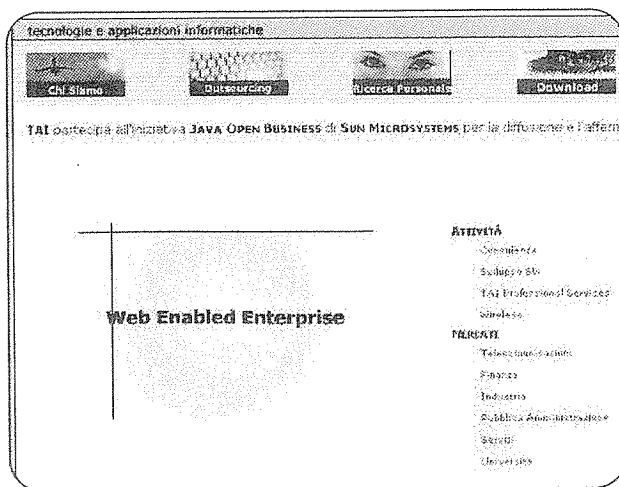 tecnologie e applicazioni informatiche
Chi Siamo
Outsourcing
Ricerca Personale
Download
TAI partecipa all'iniziativa JAVA OPEN BUSINESS di SUN MICROSYSTEMS per la diffusione e l'afferm
Web Enabled Enterprise
ATTIVITÀ
Consulenza
Sviluppo SW
TAI Professional Services
Wireless
MERCATI
Telecomunicazioni
Finanza
Industria
Pubblica Amministrazione
Servizi
Università